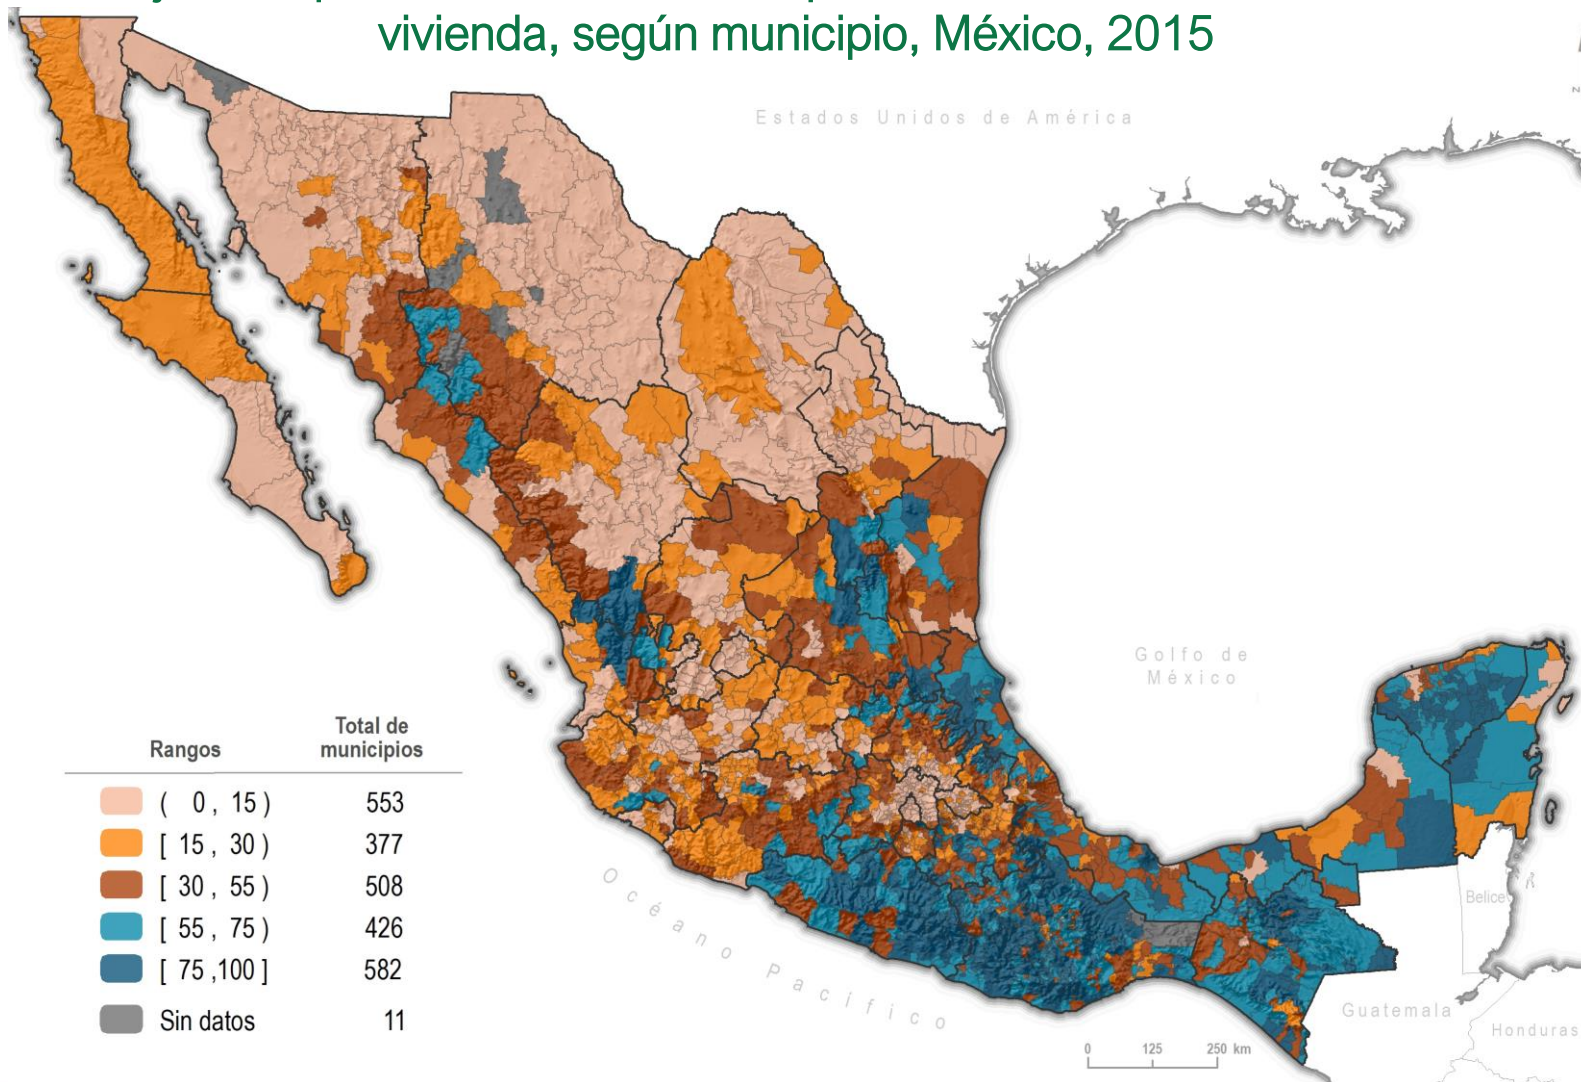 vivienda, según municipio, México, 2015
Estados Unidos de América
Golfo de
México
Océano Pacífico
Belice
Guatemala
Honduras
Rangos
Total de
municipios
( 0 , 15 ) 553
[ 15 , 30 ) 377
[ 30 , 55 ) 508
[ 55 , 75 ) 426
[ 75 ,100 ] 582
Sin datos 11
0 125 250 km